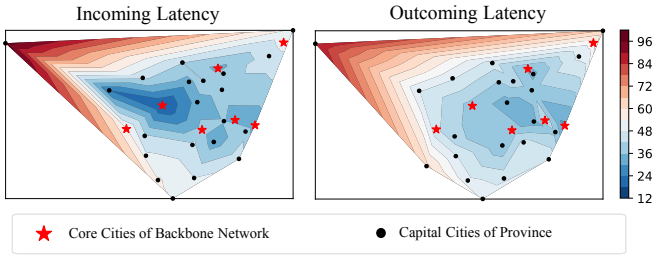 Incoming Latency
Outcoming Latency
96
84
72
60
48
36
24
12
Core Cities of Backbone Network
Capital Cities of Province